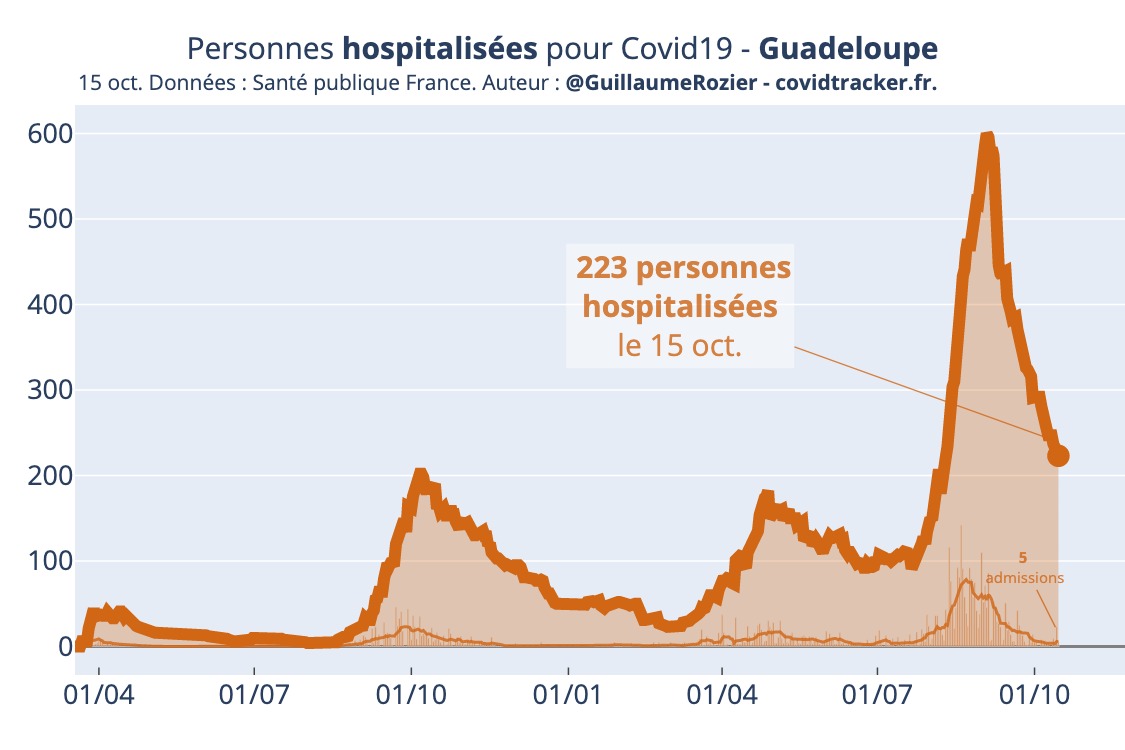 Personnes hospitalisées pour Covid19 - Guadeloupe
15 oct. Données : Santé publique France. Auteur : @GuillaumeRozier - covidtracker.fr.
600
500
400
300
200
100
0
223 personnes
hospitalisées
le 15 oct.
5
admissions
01/04
01/07
01/10
01/01
01/04
01/07
01/10